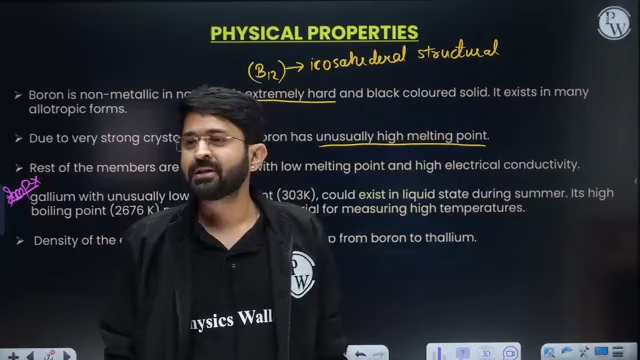 PHYSICAL PROPERTIES
(B12) → icosahederal structural
Boron is non-metallic in extremely hard and black coloured solid. It exists in many
allotropic forms.
Due to very strong boron has unusually high melting point.
Rest of the members are with low melting point and high electrical conductivity.
Imp
gallium with unusually low (303K), could exist in liquid state during summer. Its high
boiling point (2676 K) for measuring high temperatures.
Density of the from boron to thallium.
PW
PW
hysics Wall